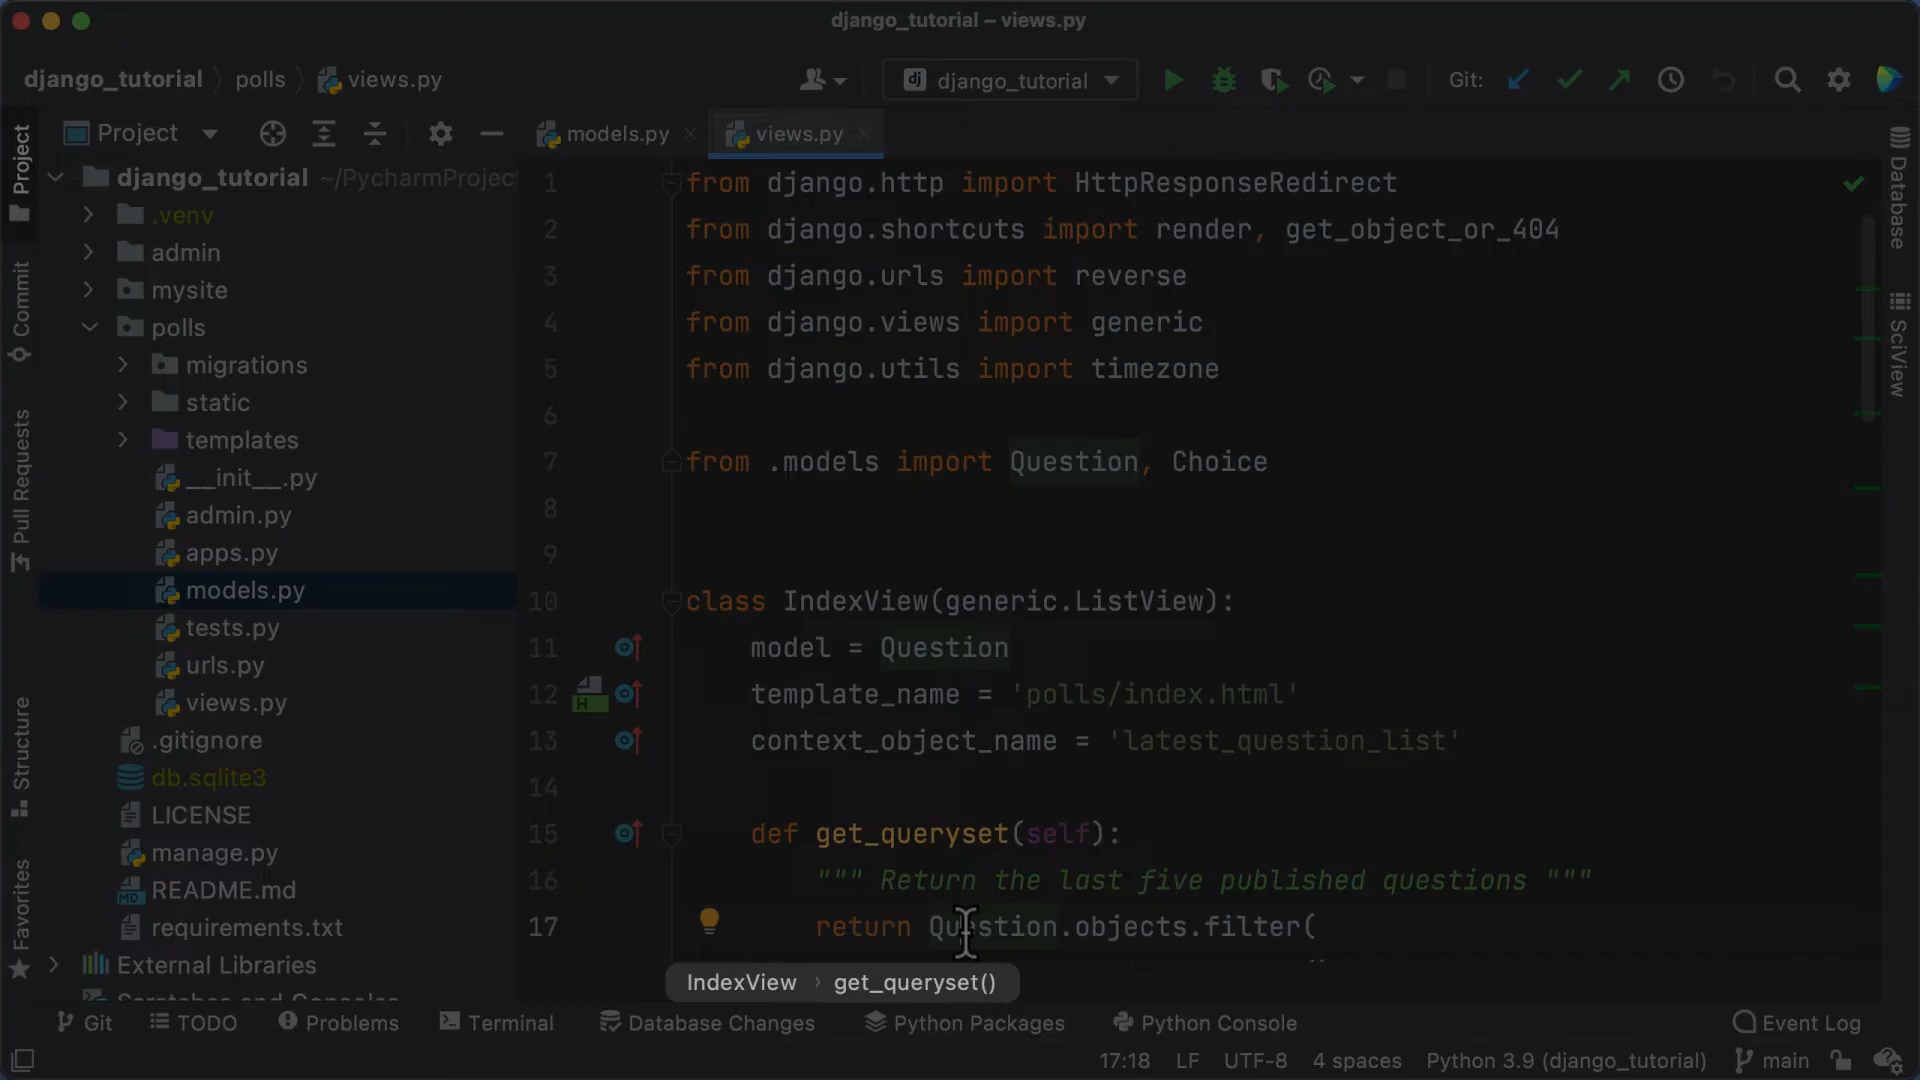 django_tutorial – views.py
django_tutorial polls views.py
django_tutorial
Git:
Project
models.py
views.py
Project
Commit
Pull Requests
Structure
Favorites
django_tutorial ~/PycharmProject
.venv
admin
mysite
polls
migrations
static
templates
__init__.py
admin.py
apps.py
models.py
tests.py
urls.py
views.py
.gitignore
db.sqlite3
LICENSE
manage.py
README.md
requirements.txt
External Libraries
Scratches and Consoles
1 from django.http import HttpResponseRedirect
2 from django.shortcuts import render, get_object_or_404
3 from django.urls import reverse
4 from django.views import generic
5 from django.utils import timezone
6
7 from .models import Question, Choice
8
9
10 class IndexView(generic.ListView):
11 model = Question
12 template_name = 'polls/index.html'
13 context_object_name = 'latest_question_list'
14
15 def get_queryset(self):
16 """ Return the last five published questions """
17 return Question.objects.filter(
IndexView › get_queryset()
Database
SciView
Git
TODO
Problems
Terminal
Database Changes
Python Packages
Python Console
Event Log
17:18 LF UTF-8 4 spaces Python 3.9 (django_tutorial) main